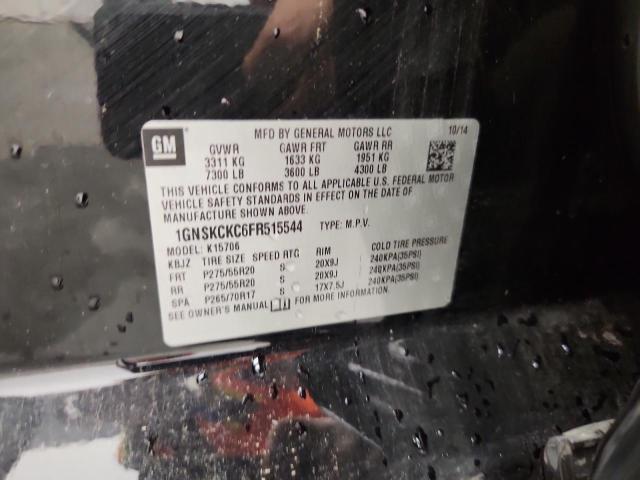 GM
MFD BY GENERAL MOTORS LLC 10/14
GVWR GAWR FRT GAWR RR
3311 KG 1633 KG 1951 KG
7300 LB 3600 LB 4300 LB
THIS VEHICLE CONFORMS TO ALL APPLICABLE U.S. FEDERAL MOTOR
VEHICLE SAFETY STANDARDS IN EFFECT ON THE DATE OF
MANUFACTURE SHOWN ABOVE.
1GNSKCKC6FR515544 TYPE: M.P.V.
MODEL: K15706
KBJZ TIRE SIZE SPEED RTG RIM COLD TIRE PRESSURE
FRT P275/55R20 S 20X9J 240KPA(35PSI)
RR P275/55R20 S 20X9J 240KPA(35PSI)
SPA P265/70R17 S 17X7.5J 240KPA(35PSI)
SEE OWNER'S MANUAL FOR MORE INFORMATION.